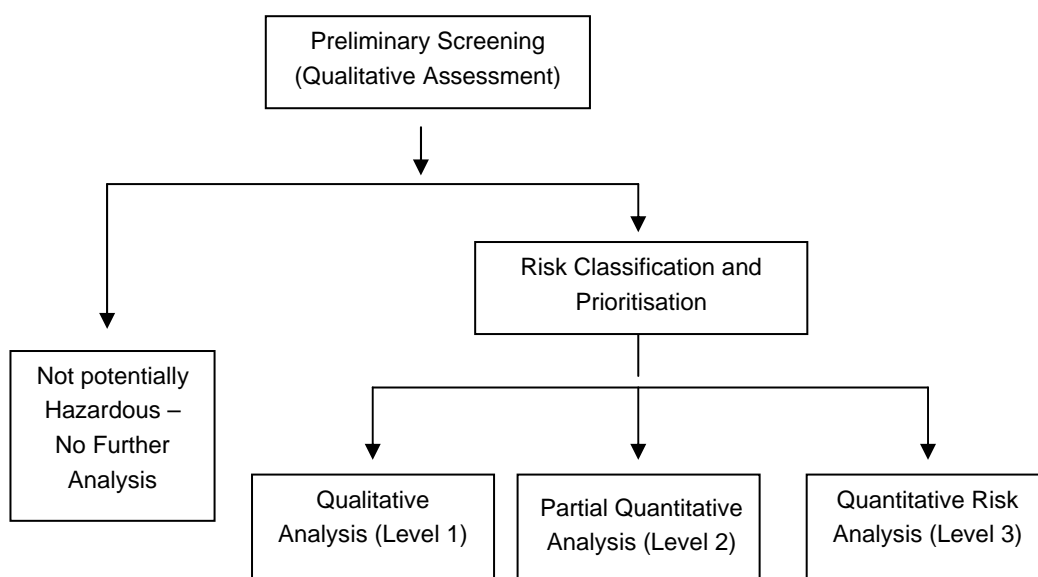 Preliminary Screening
(Qualitative Assessment)
Risk Classification and
Prioritisation
Not potentially
Hazardous –
No Further
Analysis
Qualitative
Analysis (Level 1)
Partial Quantitative
Analysis (Level 2)
Quantitative Risk
Analysis (Level 3)